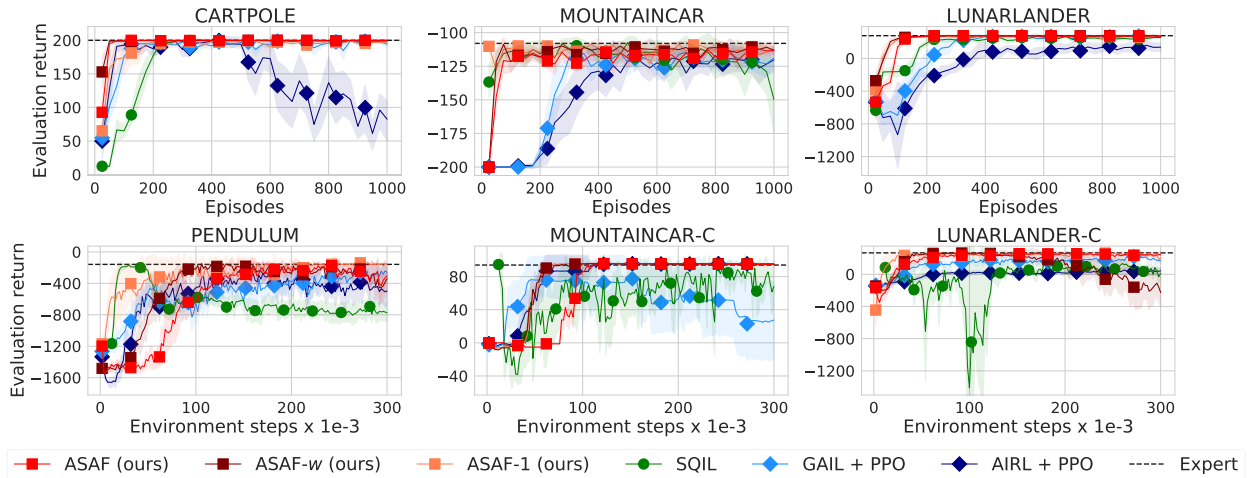 CARTPOLE MOUNTAINCAR LUNARLANDER
Evaluation return
200
150
100
50
0
0 200 400 600 800 1000
Episodes
−100
−125
−150
−175
−200
0 200 400 600 800 1000
Episodes
0
−400
−800
−1200
0 200 400 600 800 1000
Episodes
PENDULUM MOUNTAINCAR-C LUNARLANDER-C
Evaluation return
0
−400
−800
−1200
−1600
0 100 200 300
Environment steps x 1e-3
80
40
0
−40
0 100 200 300
Environment steps x 1e-3
400
0
−400
−800
−1200
0 100 200 300
Environment steps x 1e-3
ASAF (ours) ASAF-w (ours) ASAF-1 (ours) SQIL GAIL + PPO AIRL + PPO Expert